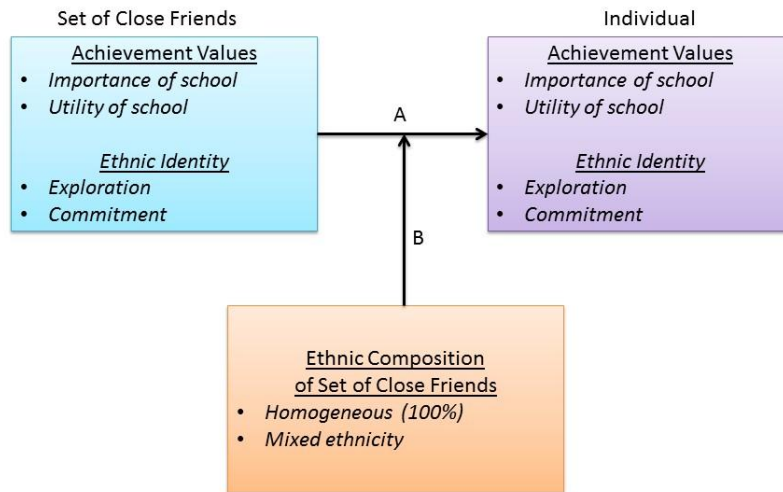 Set of Close Friends
Achievement Values
• Importance of school
• Utility of school
Ethnic Identity
• Exploration
• Commitment
A
Individual
Achievement Values
• Importance of school
• Utility of school
Ethnic Identity
• Exploration
• Commitment
B
Ethnic Composition
of Set of Close Friends
• Homogeneous (100%)
• Mixed ethnicity